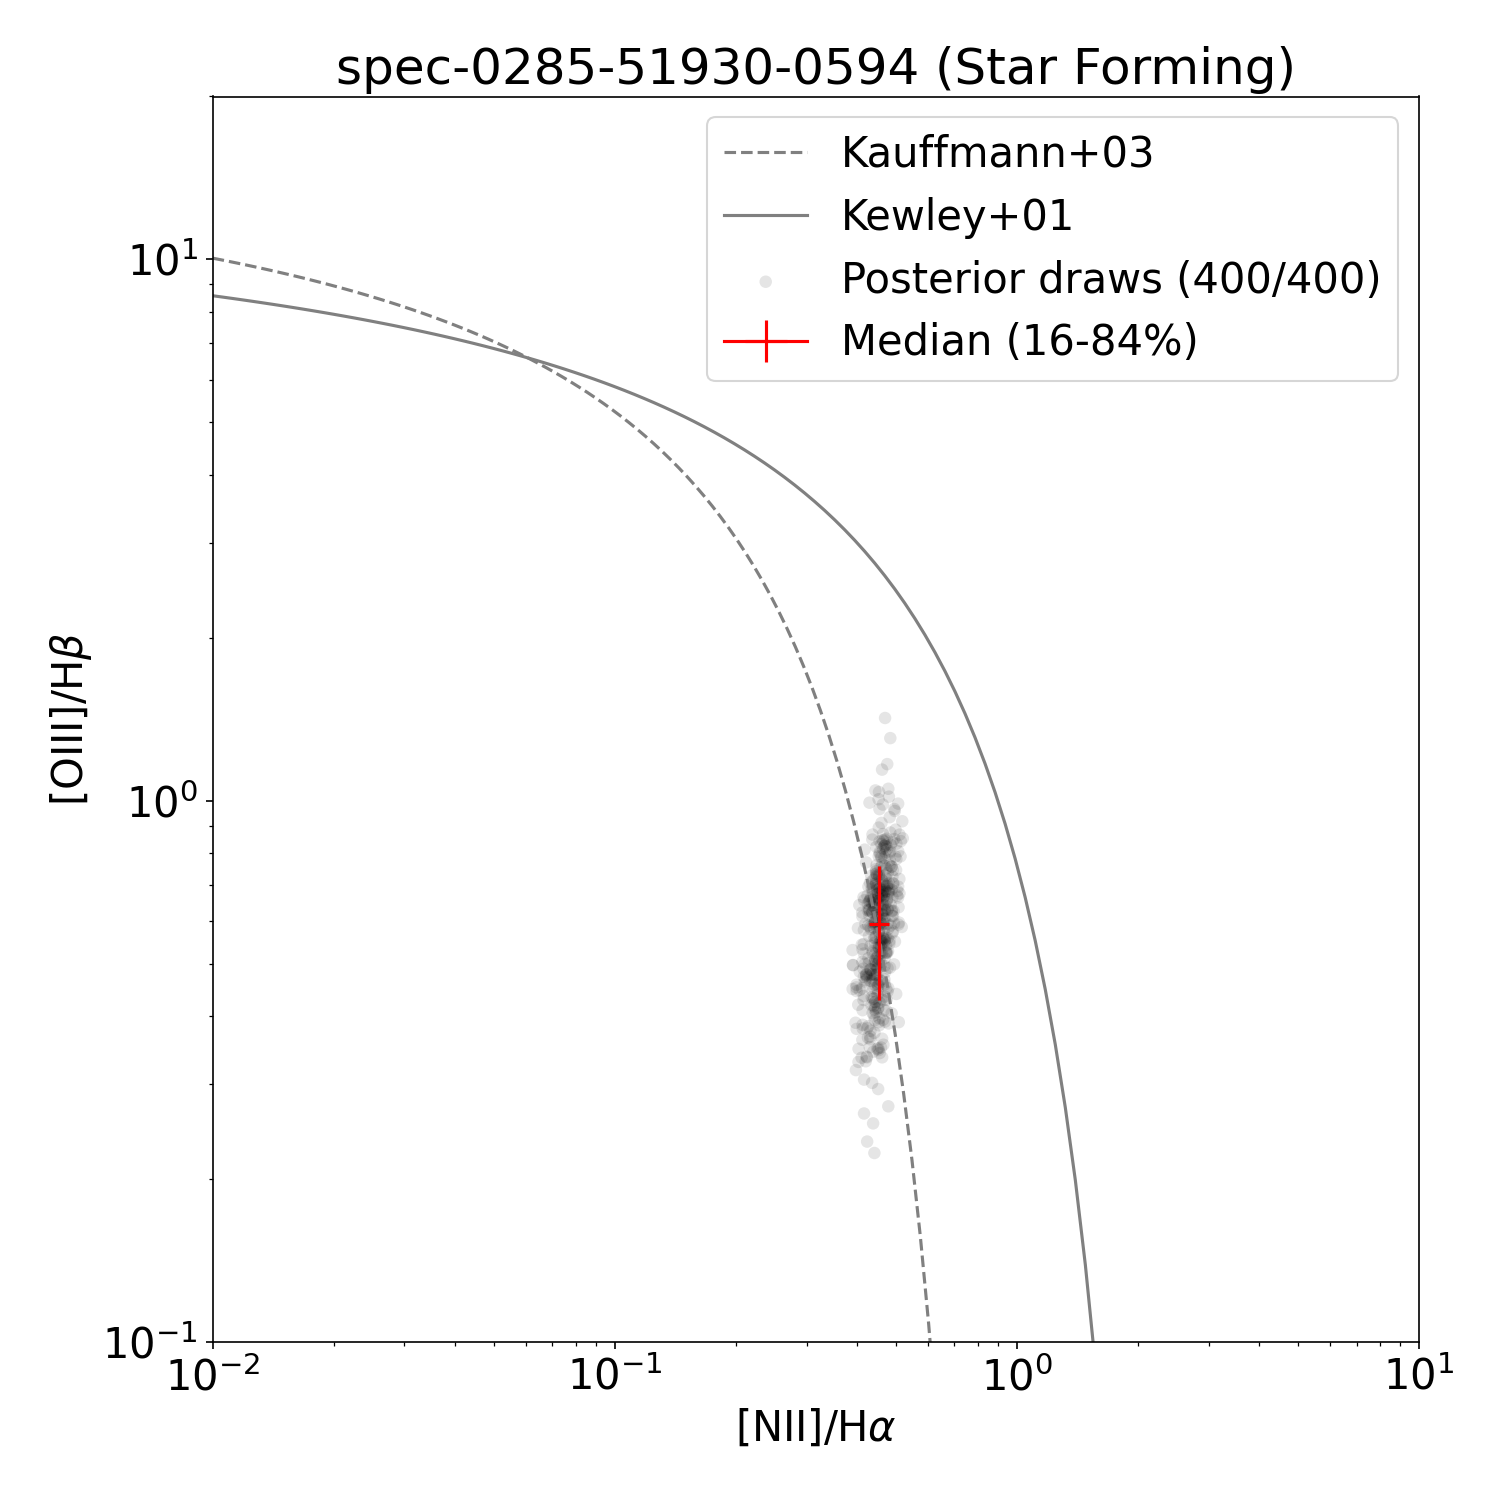 spec-0285-51930-0594 (Star Forming)
Kauffmann+03
Kewley+01
Posterior draws (400/400)
Median (16-84%)
10¹
10⁰
10⁻¹
[OIII]/Hβ
10⁻² 10⁻¹ 10⁰ 10¹
[NII]/Hα